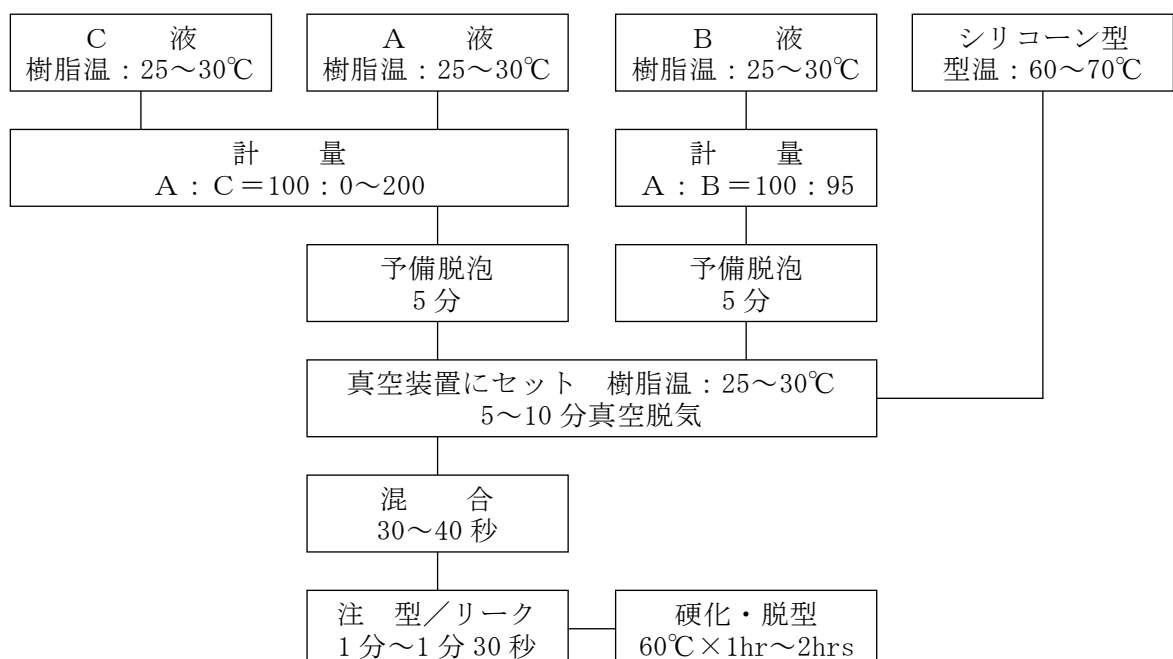 C 液
樹脂温：25～30℃
A 液
樹脂温：25～30℃
B 液
樹脂温：25～30℃
シリコーン型
型温：60～70℃
計 量
A：C＝100：0～200
計 量
A：B＝100：95
予備脱泡
5分
予備脱泡
5分
真空装置にセット 樹脂温：25～30℃
5～10分真空脱気
混 合
30～40秒
注 型／リーク
1分～1分30秒
硬化・脱型
60℃×1hr～2hrs